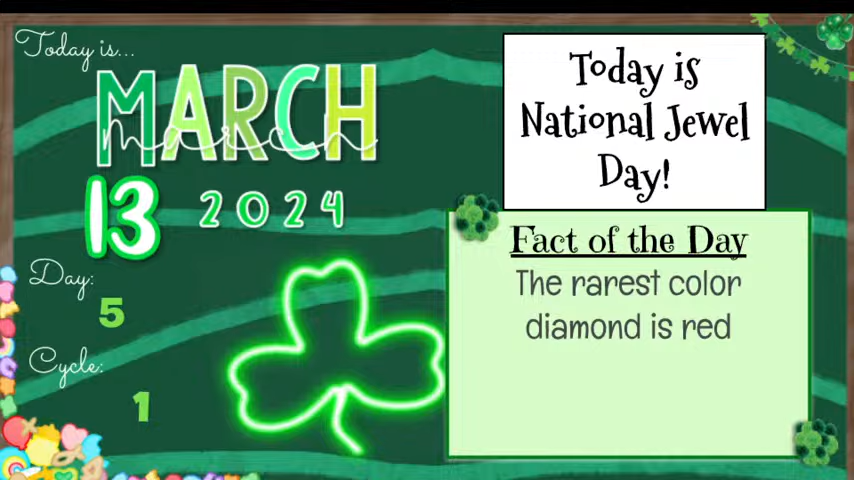 Today is...
MARCH
march
13 2024
Day:
5
Cycle:
1
Today is
National Jewel
Day!
Fact of the Day
The rarest color
diamond is red